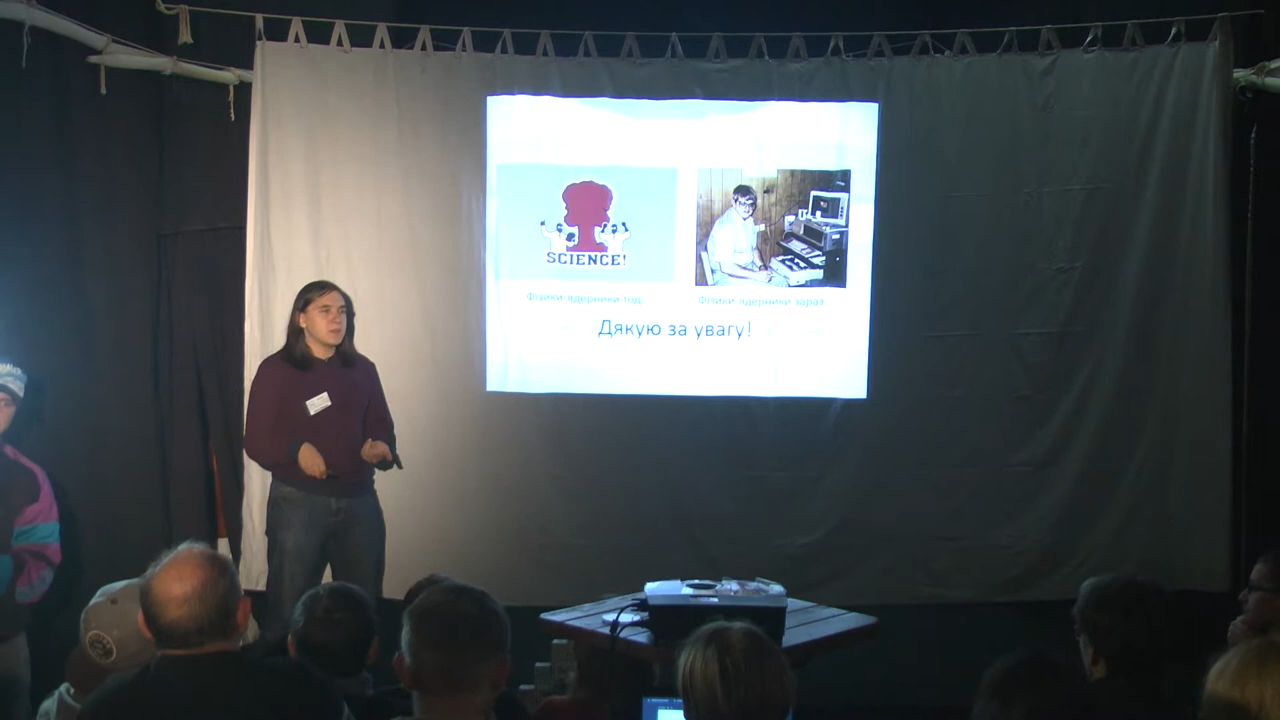 SCIENCE!
Фізики-ядерники тоді
Фізики-ядерники зараз
Дякую за увагу!